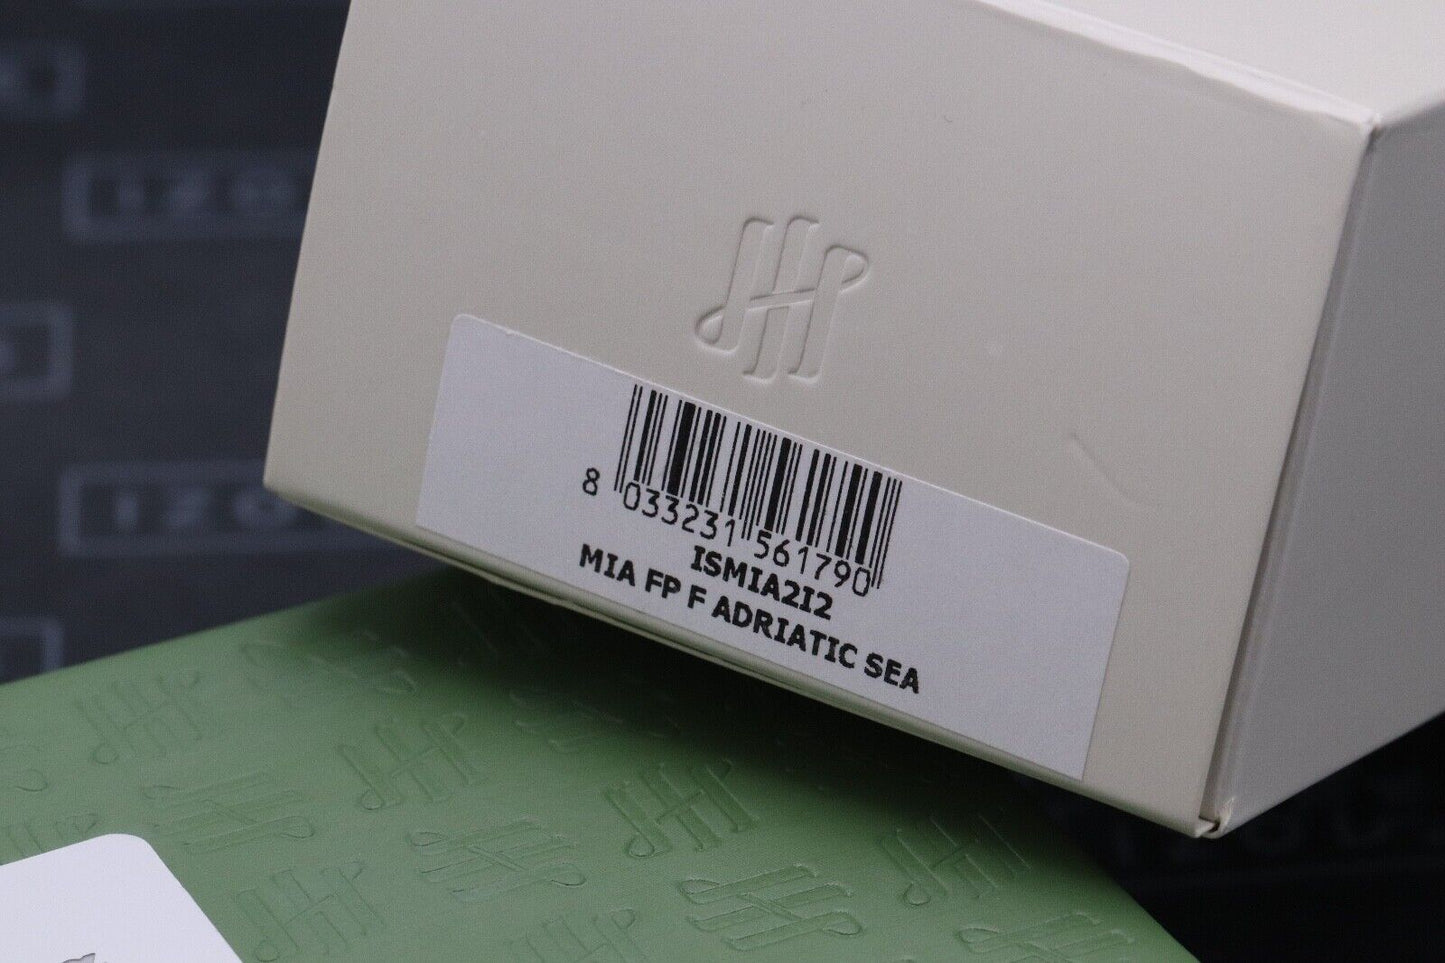 8 033231 561790
ISMIA2I2
MIA FP F ADRIATIC SEA